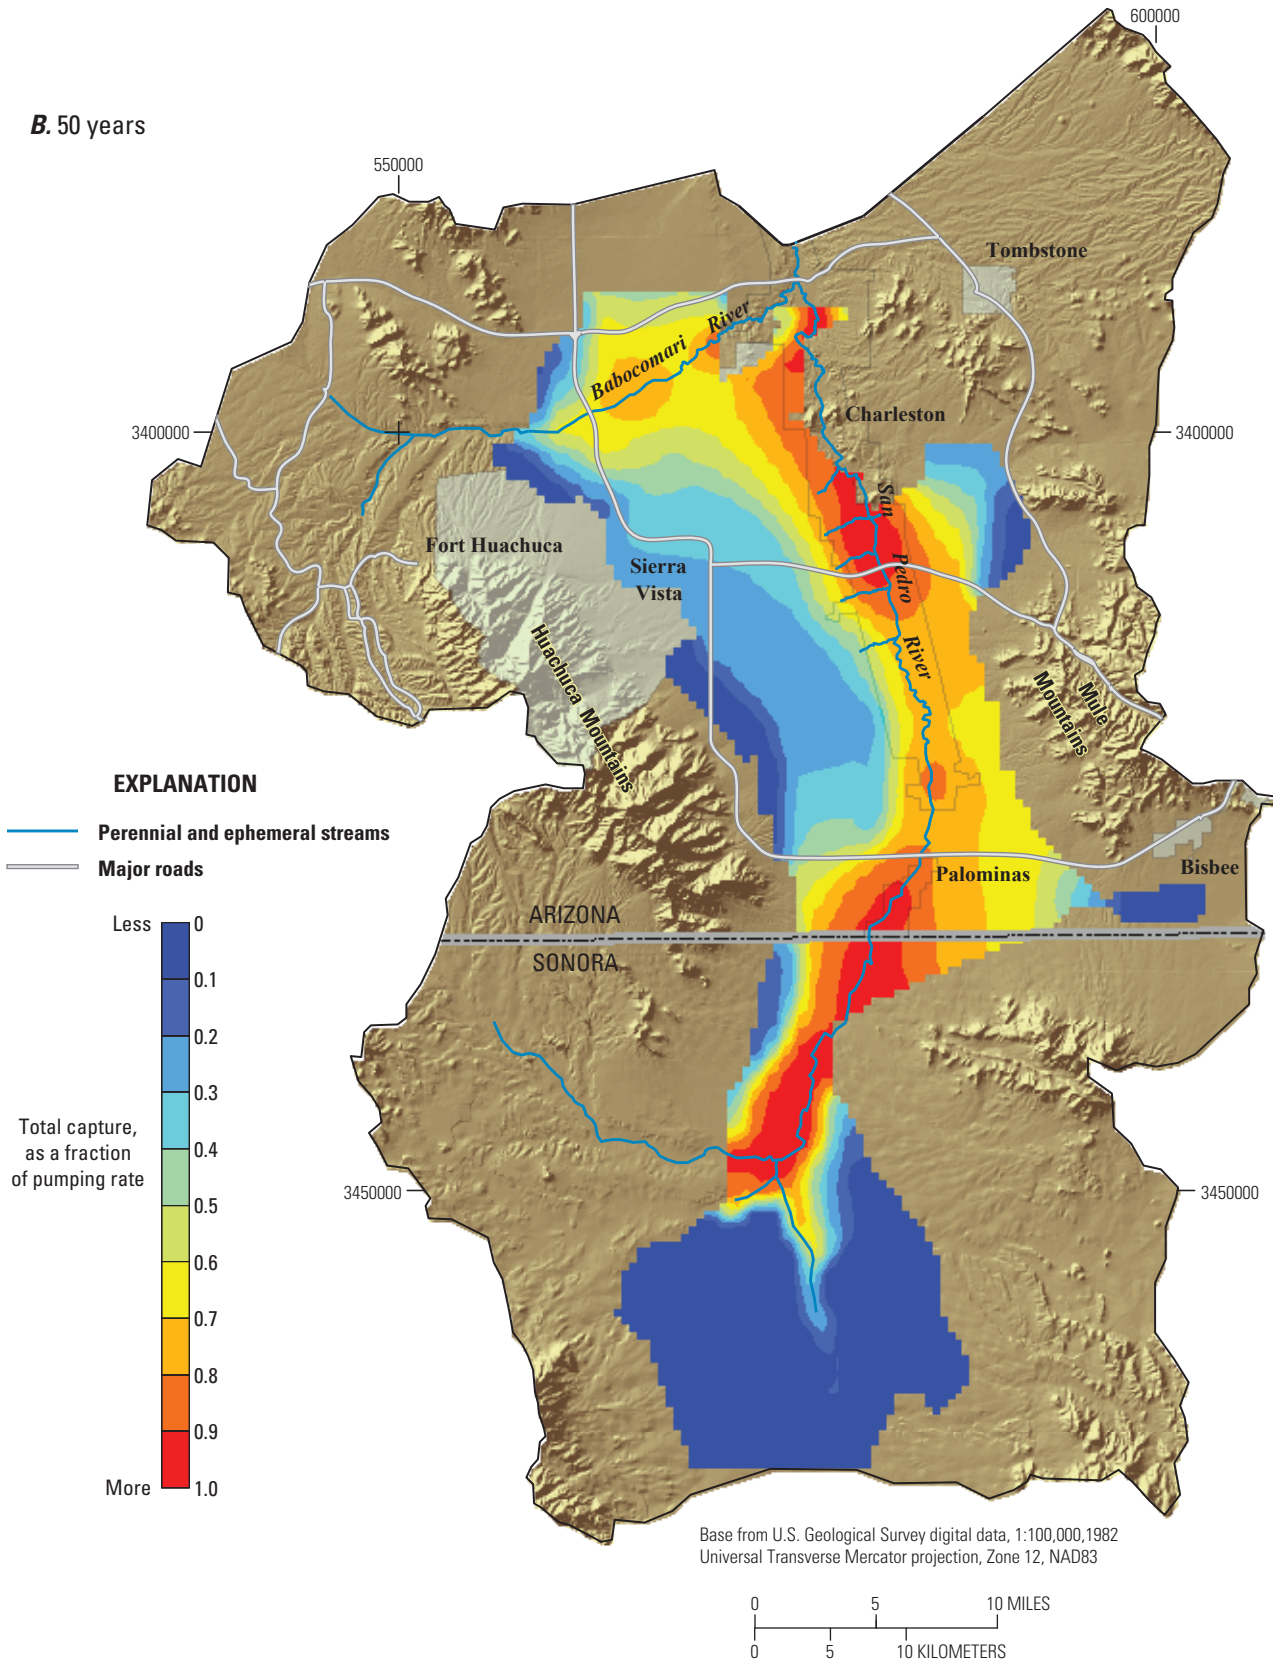 600000
B. 50 years
550000
Tombstone
Babocomari River
3400000
Charleston
3400000
San Pedro River
Fort Huachuca
Sierra
Vista
Huachuca Mountains
Mule
Mountains
EXPLANATION
Perennial and ephemeral streams
Major roads
Palominas
Bisbee
ARIZONA
SONORA
Less
0
0.1
0.2
0.3
0.4
0.5
0.6
0.7
0.8
0.9
1.0
More
Total capture,
as a fraction
of pumping rate
3450000
3450000
Base from U.S. Geological Survey digital data, 1:100,000,1982
Universal Transverse Mercator projection, Zone 12, NAD83
0 5 10 MILES
0 5 10 KILOMETERS